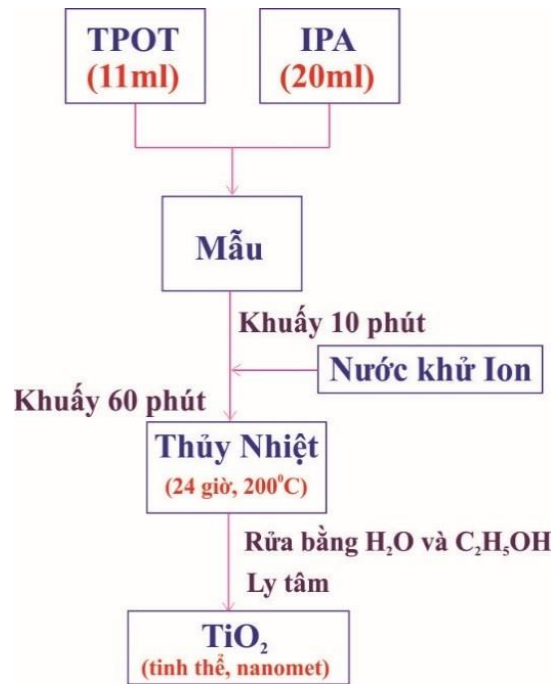 TPOT
(11ml)
IPA
(20ml)
Mẫu
Khuấy 10 phút
Nước khử Ion
Khuấy 60 phút
Thủy Nhiệt
(24 giờ, 200⁰C)
Rửa bằng H₂O và C₂H₅OH
Ly tâm
TiO₂
(tinh thể, nanomet)